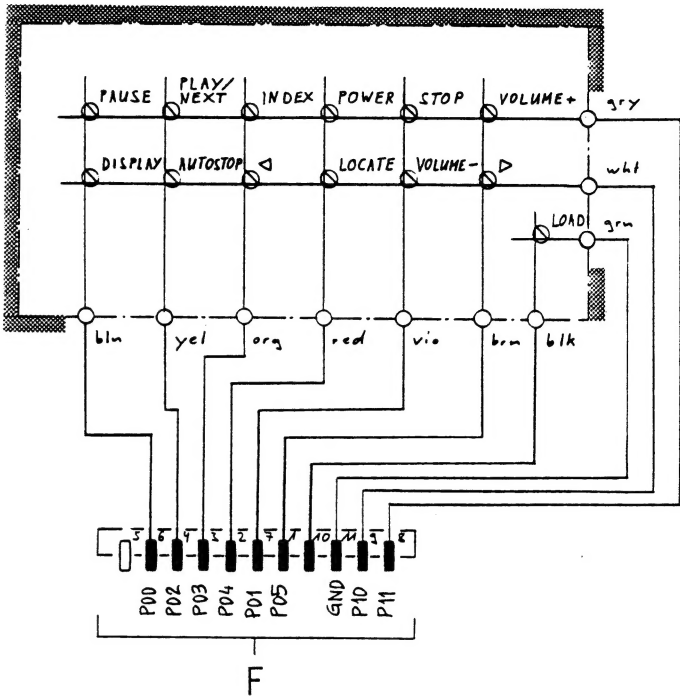 PAUSE PLAY/ NEXT INDEX POWER STOP VOLUME+ gry
DISPLAY AUTOSTOP ◁ LOCATE VOLUME- ▷ wht
LOAD grn
bln yel org red vio brn blk
5 6 4 3 2 7 1 10 11 9 8
PD0 PD2 PD3 PD4 PD1 PD5 GND P10 P11
F